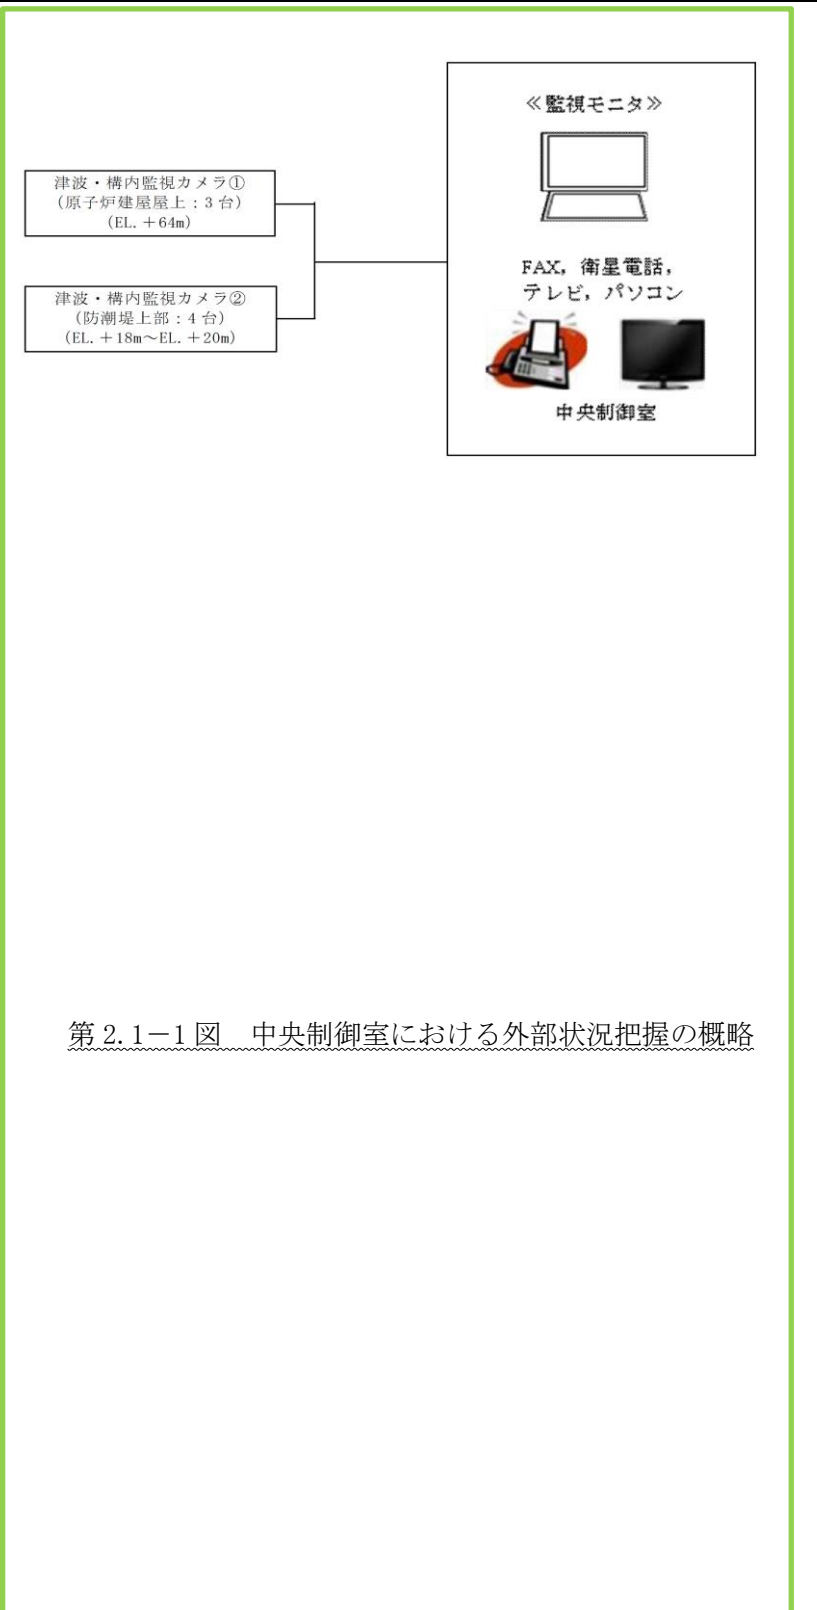 津波・構内監視カメラ①
(原子炉建屋屋上：3 台)
(EL.＋64m)
津波・構内監視カメラ②
(防潮堤上部：4 台)
(EL.＋18m～EL.＋20m)
≪監視モニタ≫
FAX，衛星電話，
テレビ，パソコン
中央制御室
第 2.1－1 図　中央制御室における外部状況把握の概略